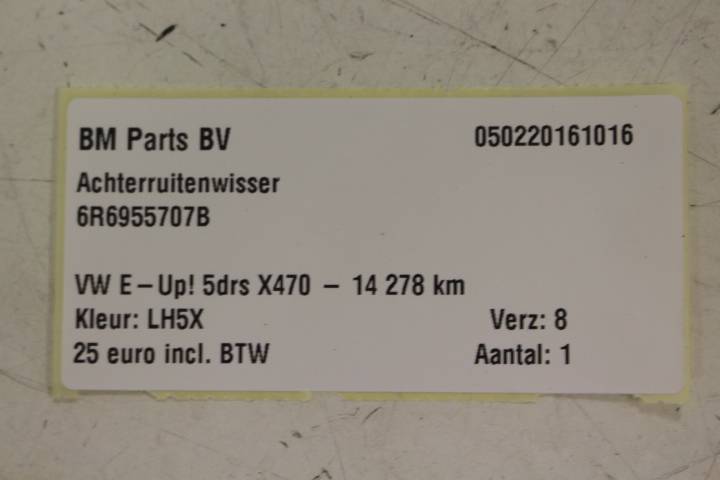 BM Parts BV 050220161016
Achterruitenwisser
6R6955707B
VW E-Up! 5drs X470 - 14 278 km
Kleur: LH5X Verz: 8
25 euro incl. BTW Aantal: 1